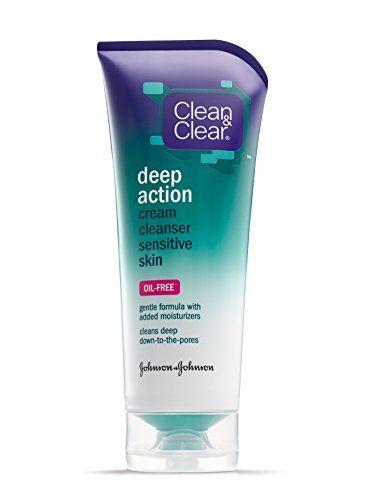 Clean &
Clear®
™
deep
action
cream
cleanser
sensitive
skin
OIL-FREE
gentle formula with
added moisturizers
cleans deep
down-to-the-pores
Johnson & Johnson